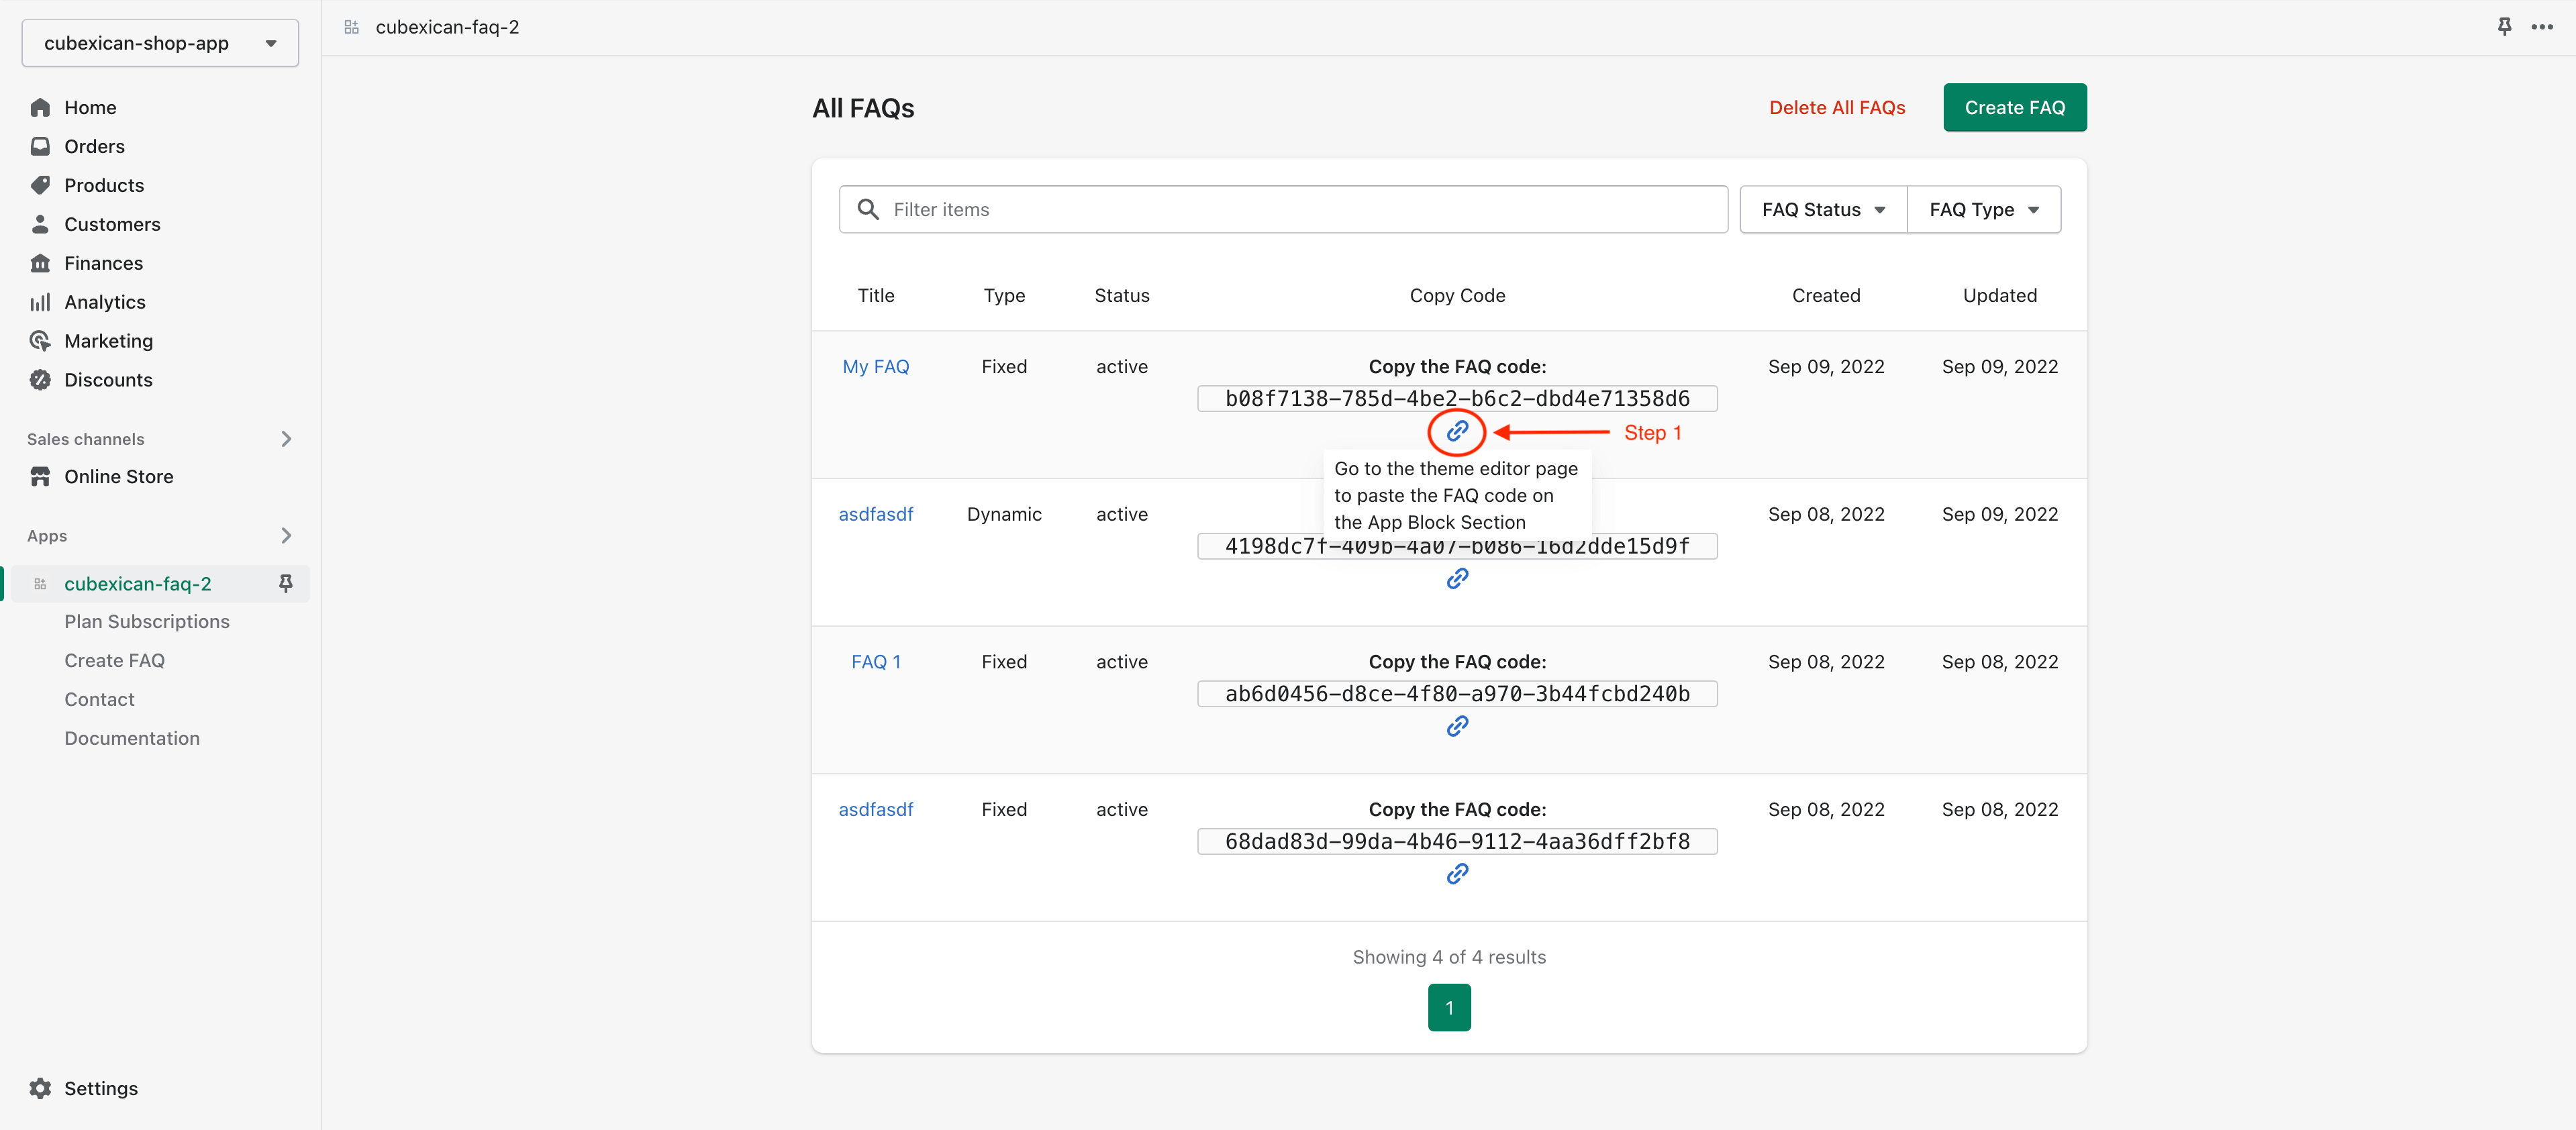 cubexican-shop-app
Home
Orders
Products
Customers
Finances
Analytics
Marketing
Discounts
Sales channels
Online Store
Apps
cubexican-faq-2
Plan Subscriptions
Create FAQ
Contact
Documentation
Settings
cubexican-faq-2
All FAQs
Delete All FAQs
Create FAQ
Filter items
FAQ Status
FAQ Type
Title Type Status Copy Code Created Updated
My FAQ Fixed active Copy the FAQ code: Sep 09, 2022 Sep 09, 2022
b08f7138-785d-4be2-b6c2-dbd4e71358d6
Step 1
Go to the theme editor page
to paste the FAQ code on
the App Block Section
asdfasdf Dynamic active Sep 08, 2022 Sep 09, 2022
4198dc7f-409b-4a07-b086-16d2dde15d9f
FAQ 1 Fixed active Copy the FAQ code: Sep 08, 2022 Sep 08, 2022
ab6d0456-d8ce-4f80-a970-3b44fcbd240b
asdfasdf Fixed active Copy the FAQ code: Sep 08, 2022 Sep 08, 2022
68dad83d-99da-4b46-9112-4aa36dff2bf8
Showing 4 of 4 results
1